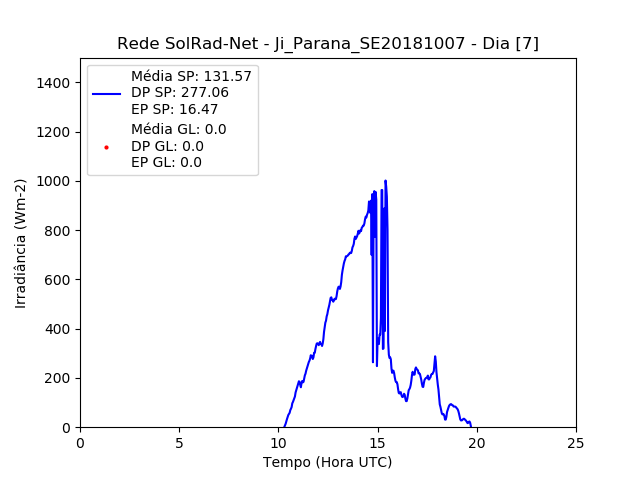 Rede SolRad-Net - Ji_Parana_SE20181007 - Dia [7]
Média SP: 131.57
DP SP: 277.06
EP SP: 16.47
Média GL: 0.0
DP GL: 0.0
EP GL: 0.0
1400
1200
1000
800
600
400
200
0
Irradiância (Wm-2)
0 5 10 15 20 25
Tempo (Hora UTC)